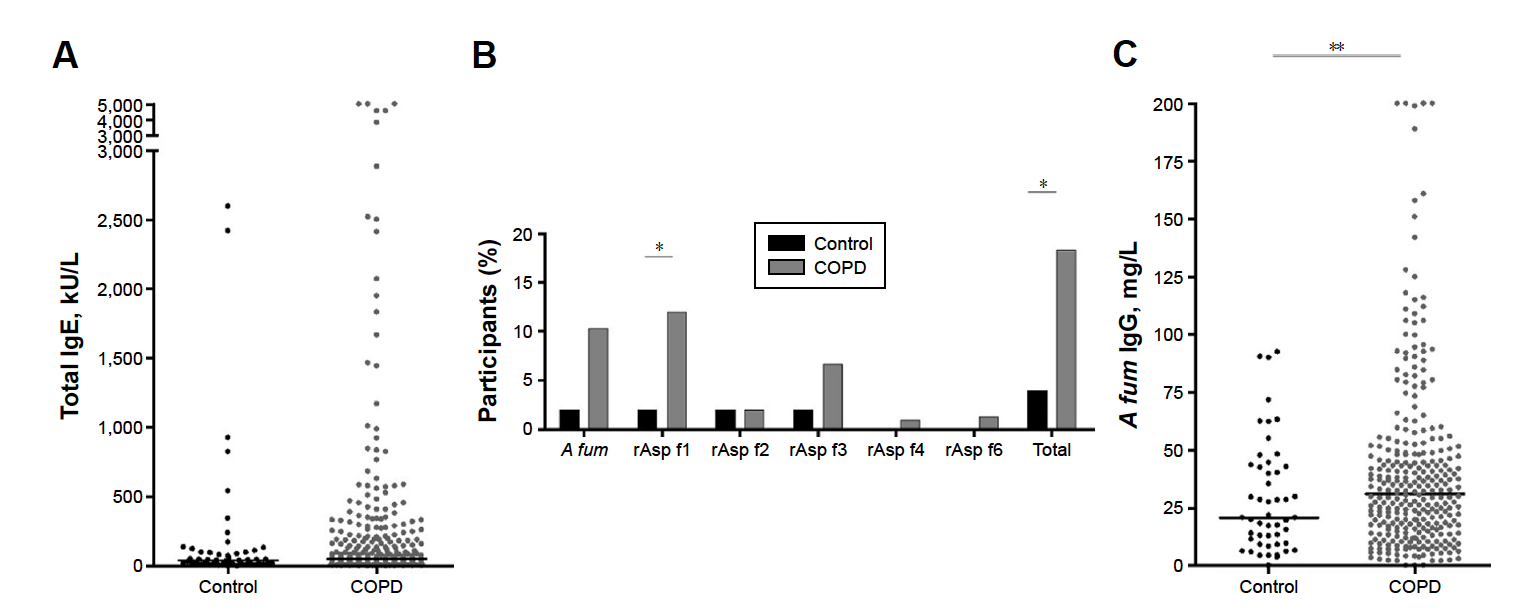 A
Total IgE, kU/L
5,000
4,000
3,000
3,000
2,500
2,000
1,500
1,000
500
0
Control COPD
B
Participants (%)
20
15
10
5
0
*
*
Control
COPD
A fum rAsp f1 rAsp f2 rAsp f3 rAsp f4 rAsp f6 Total
C
**
A fum IgG, mg/L
200
175
150
125
100
75
50
25
0
Control COPD